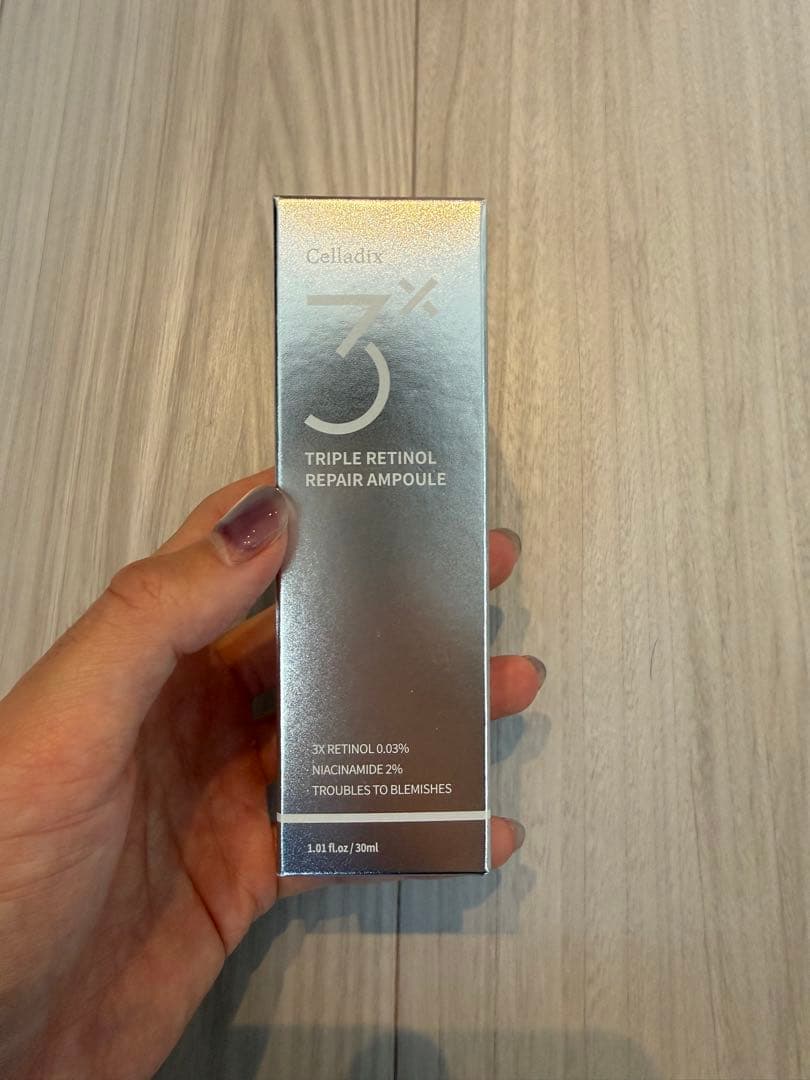 Celladix
3X
TRIPLE RETINOL
REPAIR AMPOULE
· 3X RETINOL 0.03%
· NIACINAMIDE 2%
· TROUBLES TO BLEMISHES
1.01 fl.oz / 30ml